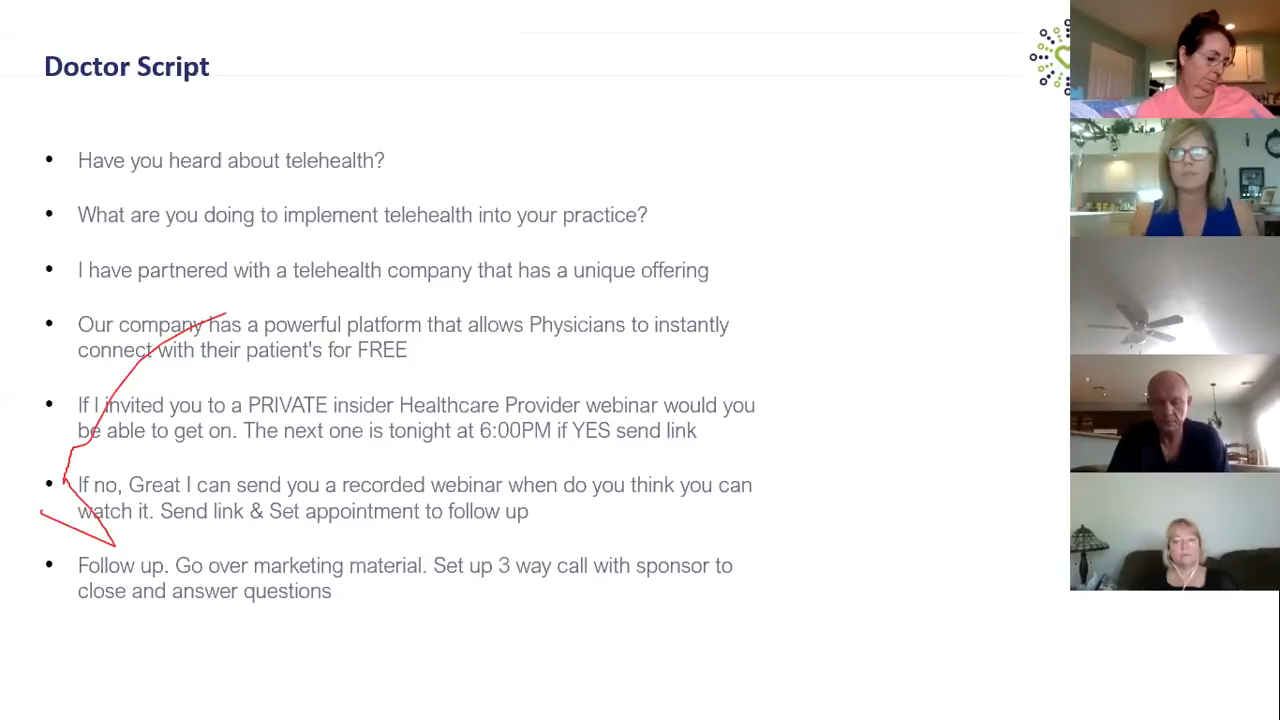 Doctor Script
• Have you heard about telehealth?
• What are you doing to implement telehealth into your practice?
• I have partnered with a telehealth company that has a unique offering
• Our company has a powerful platform that allows Physicians to instantly
connect with their patient's for FREE
• If I invited you to a PRIVATE insider Healthcare Provider webinar would you
be able to get on. The next one is tonight at 6:00PM if YES send link
• If no, Great I can send you a recorded webinar when do you think you can
watch it. Send link & Set appointment to follow up
• Follow up. Go over marketing material. Set up 3 way call with sponsor to
close and answer questions